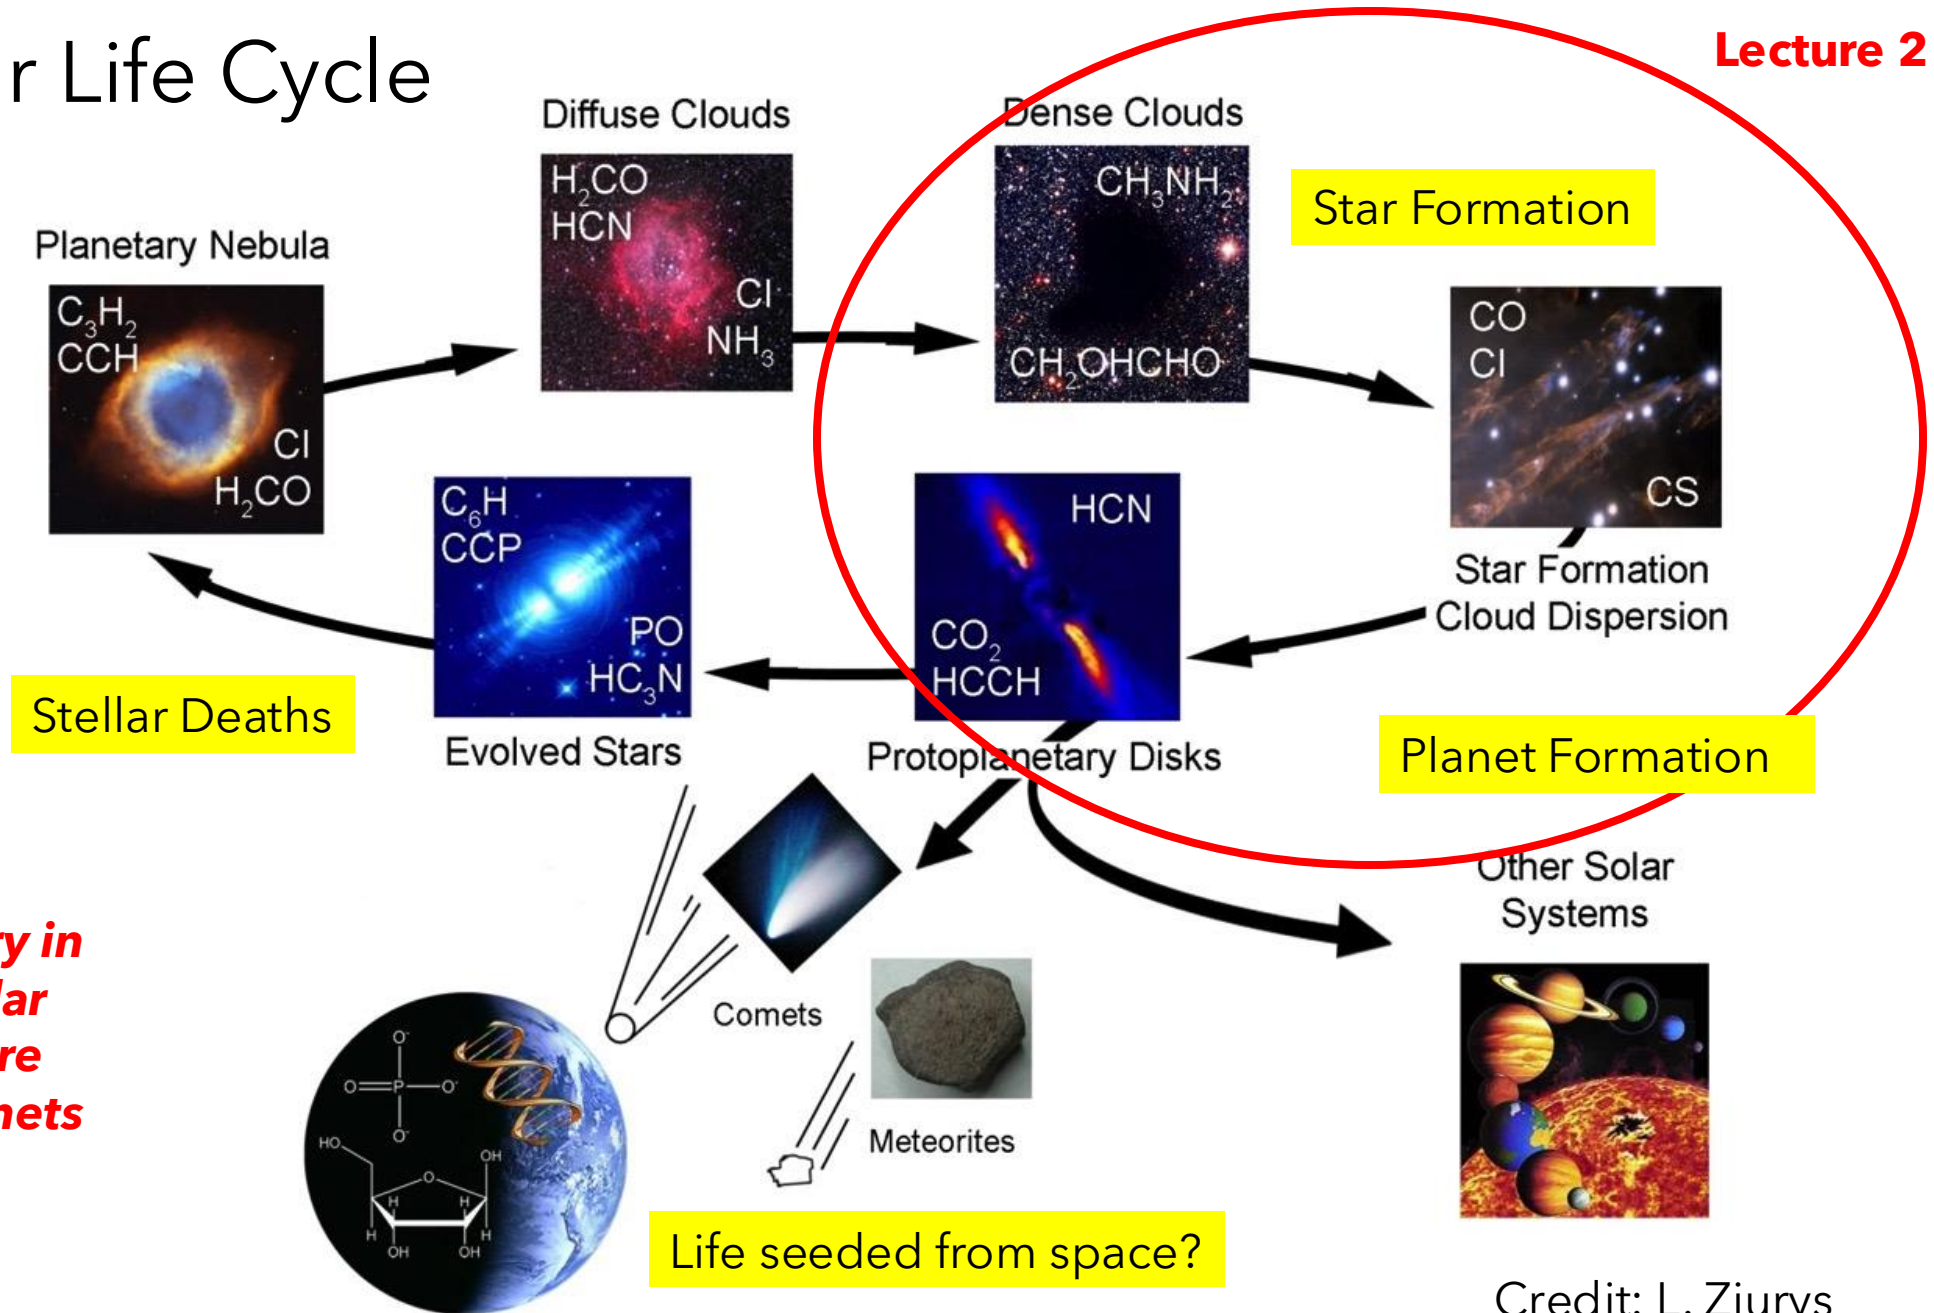 r Life Cycle
Lecture 2
Diffuse Clouds
H₂CO
HCN
CI
NH₃
Dense Clouds
CH₃NH₂
CH₂OHCHO
Star Formation
Planetary Nebula
C₃H₂
CCH
CI
H₂CO
CO
CI
CS
Star Formation
Cloud Dispersion
C₆H
CCP
PO
HC₃N
Evolved Stars
HCN
CO₂
HCCH
Protoplanetary Disks
Stellar Deaths
Planet Formation
Other Solar
Systems
ry in
lar
re
nets
Comets
Meteorites
O⁻
O=P—O⁻
O⁻
HO
OH
O
H H
H H
OH OH
Life seeded from space?
Credit: L. Ziurys